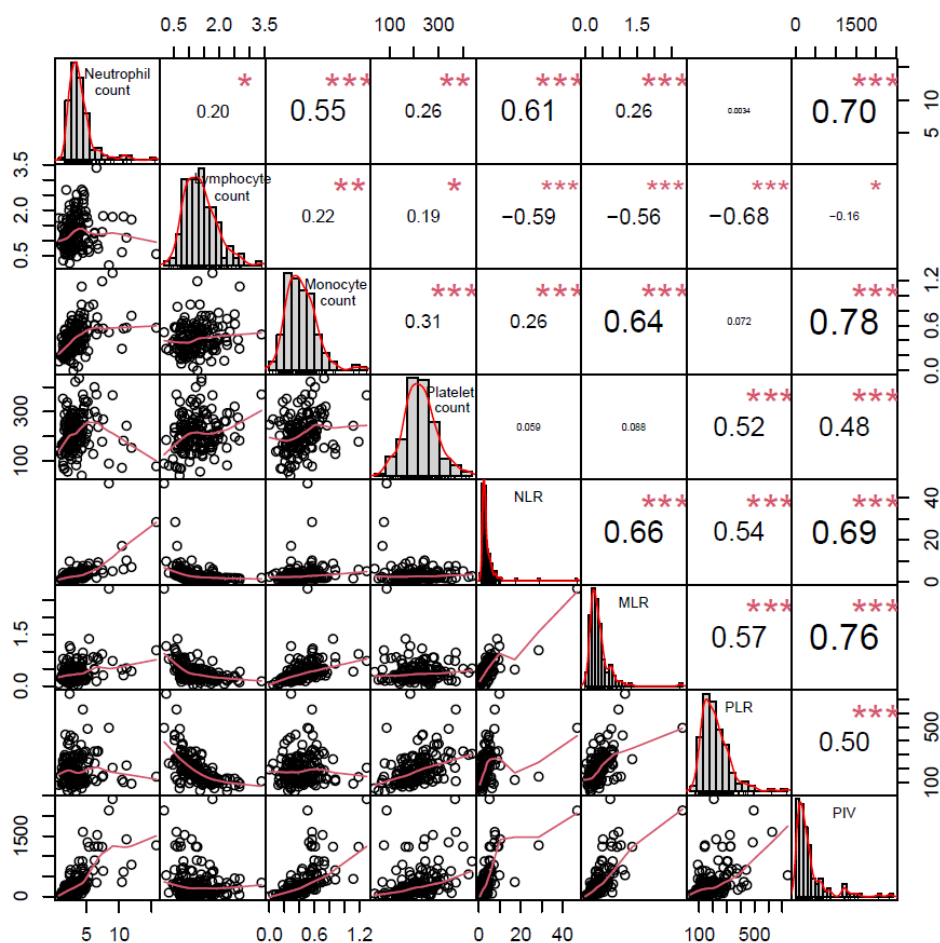 0.5 2.0 3.5 100 300 0.0 1.5 0 1500
Neutrophil
count
* *** ** *** *** ***
0.20 0.55 0.26 0.61 0.26 0.0034 0.70
5 10
0.5 2.0 3.5
Lymphocyte
count
** * *** *** *** *
0.22 0.19 −0.59 −0.56 −0.68 −0.16
Monocyte
count
*** *** *** ***
0.31 0.26 0.64 0.072 0.78
0.0 0.6 1.2
100 300
Platelet
count
*** ***
0.059 0.088 0.52 0.48
NLR
*** *** ***
0.66 0.54 0.69
0 20 40
0.0 1.5
MLR
*** ***
0.57 0.76
PLR
***
0.50
100 500
0 1500
PIV
5 10 0.0 0.6 1.2 0 20 40 100 500